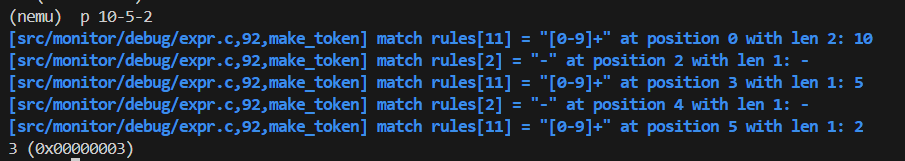 (nemu)  p 10-5-2
[src/monitor/debug/expr.c,92,make_token] match rules[11] = "[0-9]+" at position 0 with len 2: 10
[src/monitor/debug/expr.c,92,make_token] match rules[2] = "-" at position 2 with len 1: -
[src/monitor/debug/expr.c,92,make_token] match rules[11] = "[0-9]+" at position 3 with len 1: 5
[src/monitor/debug/expr.c,92,make_token] match rules[2] = "-" at position 4 with len 1: -
[src/monitor/debug/expr.c,92,make_token] match rules[11] = "[0-9]+" at position 5 with len 1: 2
3 (0x00000003)